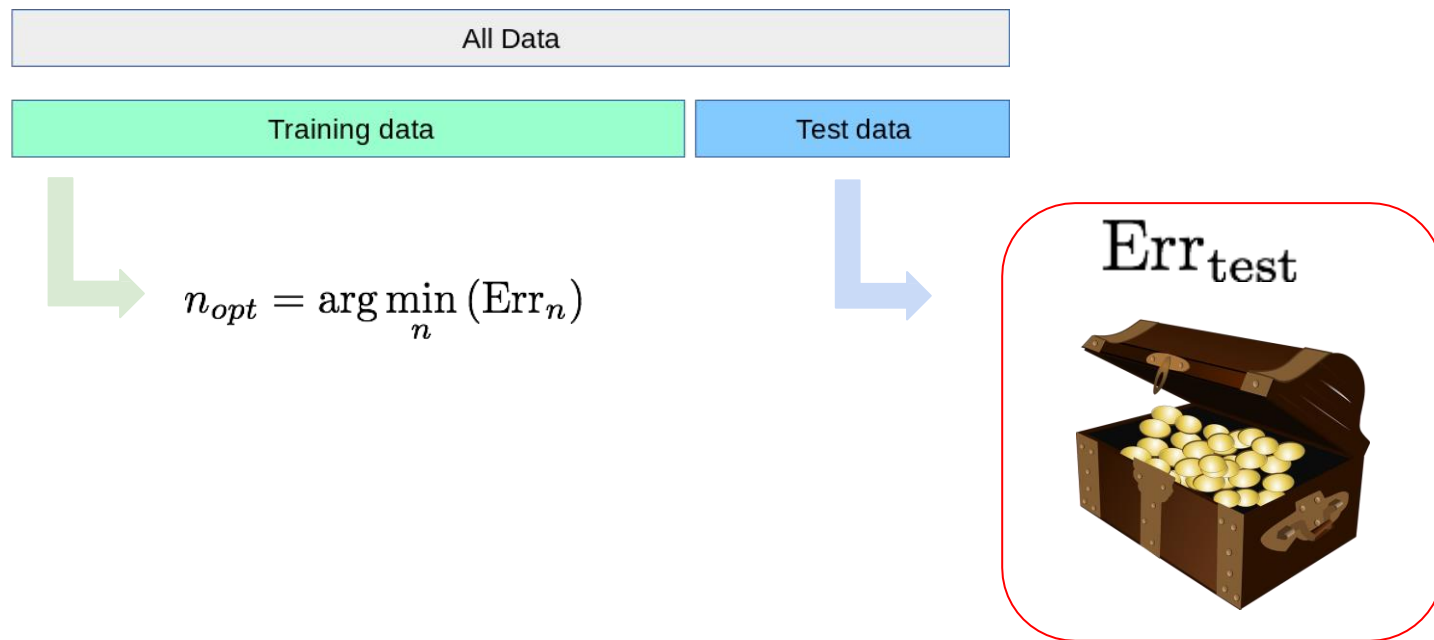 All Data
Training data
Test data
Err_test
n_opt = arg min_n (Err_n)